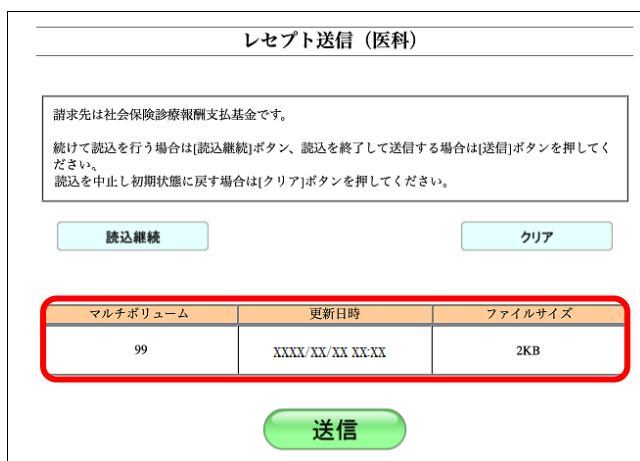 レセプト送信（医科）
請求先は社会保険診療報酬支払基金です。
続けて読込を行う場合は[読込継続]ボタン、読込を終了して送信する場合は[送信]ボタンを押してく
ださい。
読込を中止し初期状態に戻す場合は[クリア]ボタンを押してください。
読込継続 クリア
マルチボリューム 更新日時 ファイルサイズ
99 XXXX/XX/XX XX:XX 2KB
送信